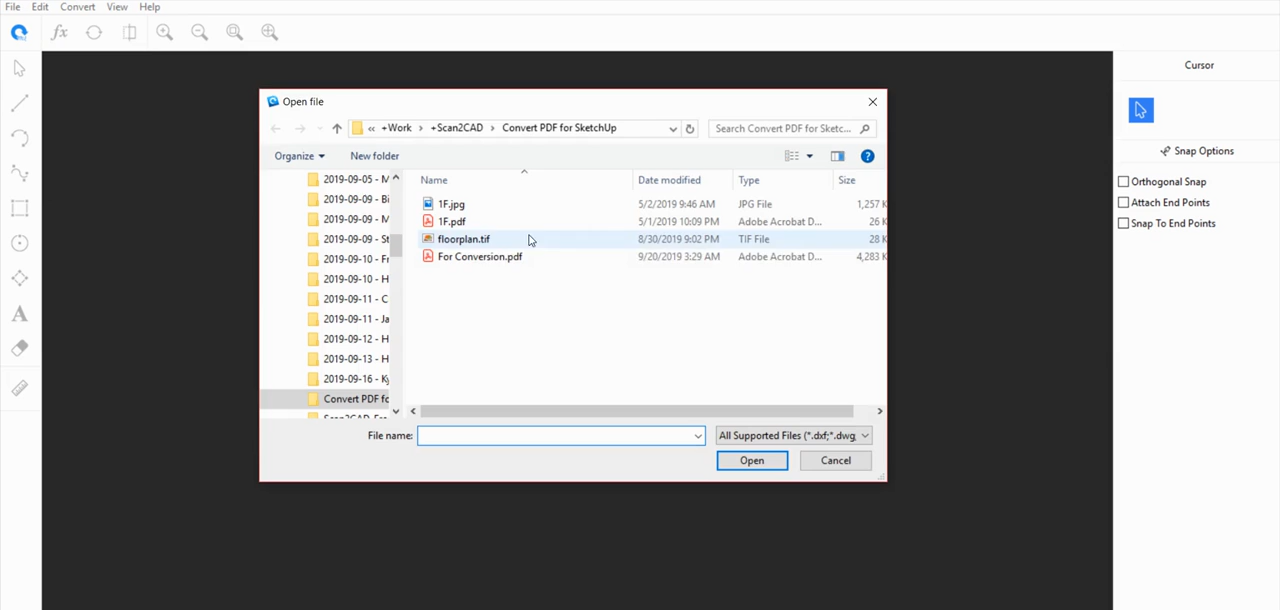 File Edit Convert View Help
fx
Cursor
Open file
« +Work > +Scan2CAD > Convert PDF for SketchUp
Search Convert PDF for Sketc...
Organize New folder
Snap Options
Name Date modified Type Size
2019-09-05 - M
2019-09-09 - Bi
2019-09-09 - M
2019-09-09 - St
2019-09-10 - Fr
2019-09-10 - H
2019-09-11 - C
2019-09-11 - Ja
2019-09-12 - H
2019-09-13 - H
2019-09-16 - Ky
Convert PDF fc
1F.jpg 5/2/2019 9:46 AM JPG File 1,257 K
1F.pdf 5/1/2019 10:09 PM Adobe Acrobat D... 26 K
floorplan.tif 8/30/2019 9:02 PM TIF File 28 K
For Conversion.pdf 9/20/2019 3:29 AM Adobe Acrobat D... 4,283 K
Orthogonal Snap
Attach End Points
Snap To End Points
A
File name: All Supported Files (*.dxf;*.dwg
Open Cancel